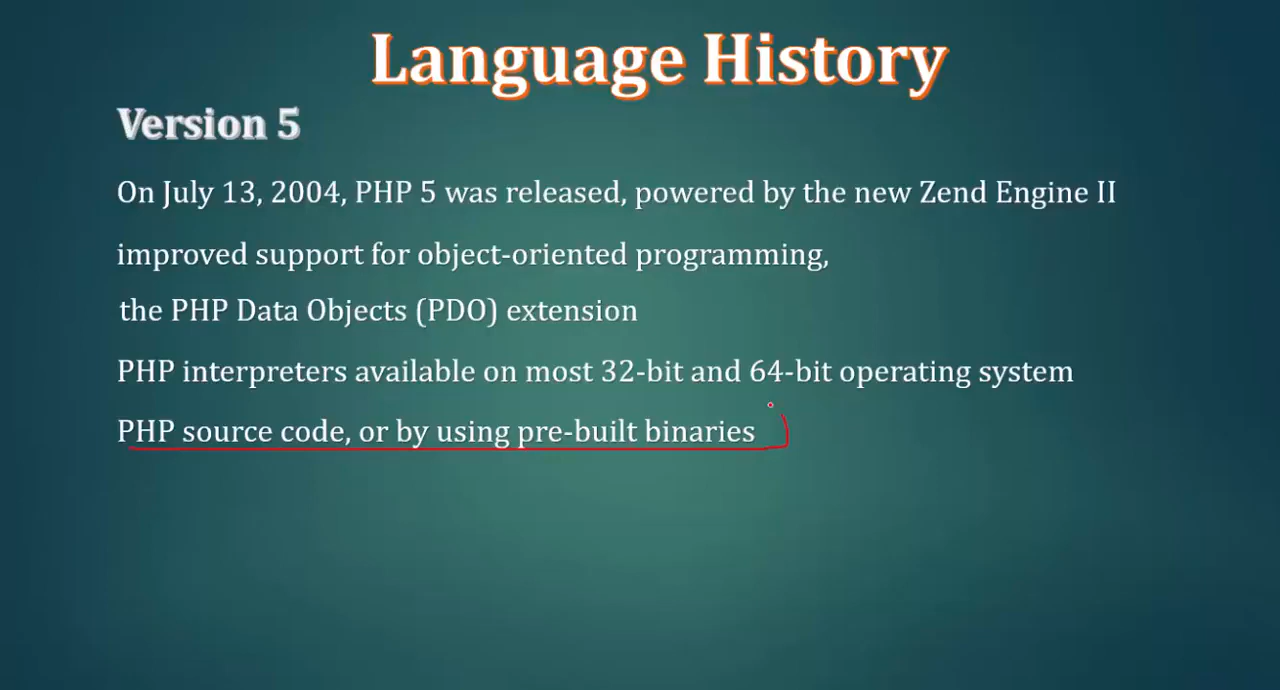 Language History
Version 5
On July 13, 2004, PHP 5 was released, powered by the new Zend Engine II
improved support for object-oriented programming,
the PHP Data Objects (PDO) extension
PHP interpreters available on most 32-bit and 64-bit operating system
PHP source code, or by using pre-built binaries